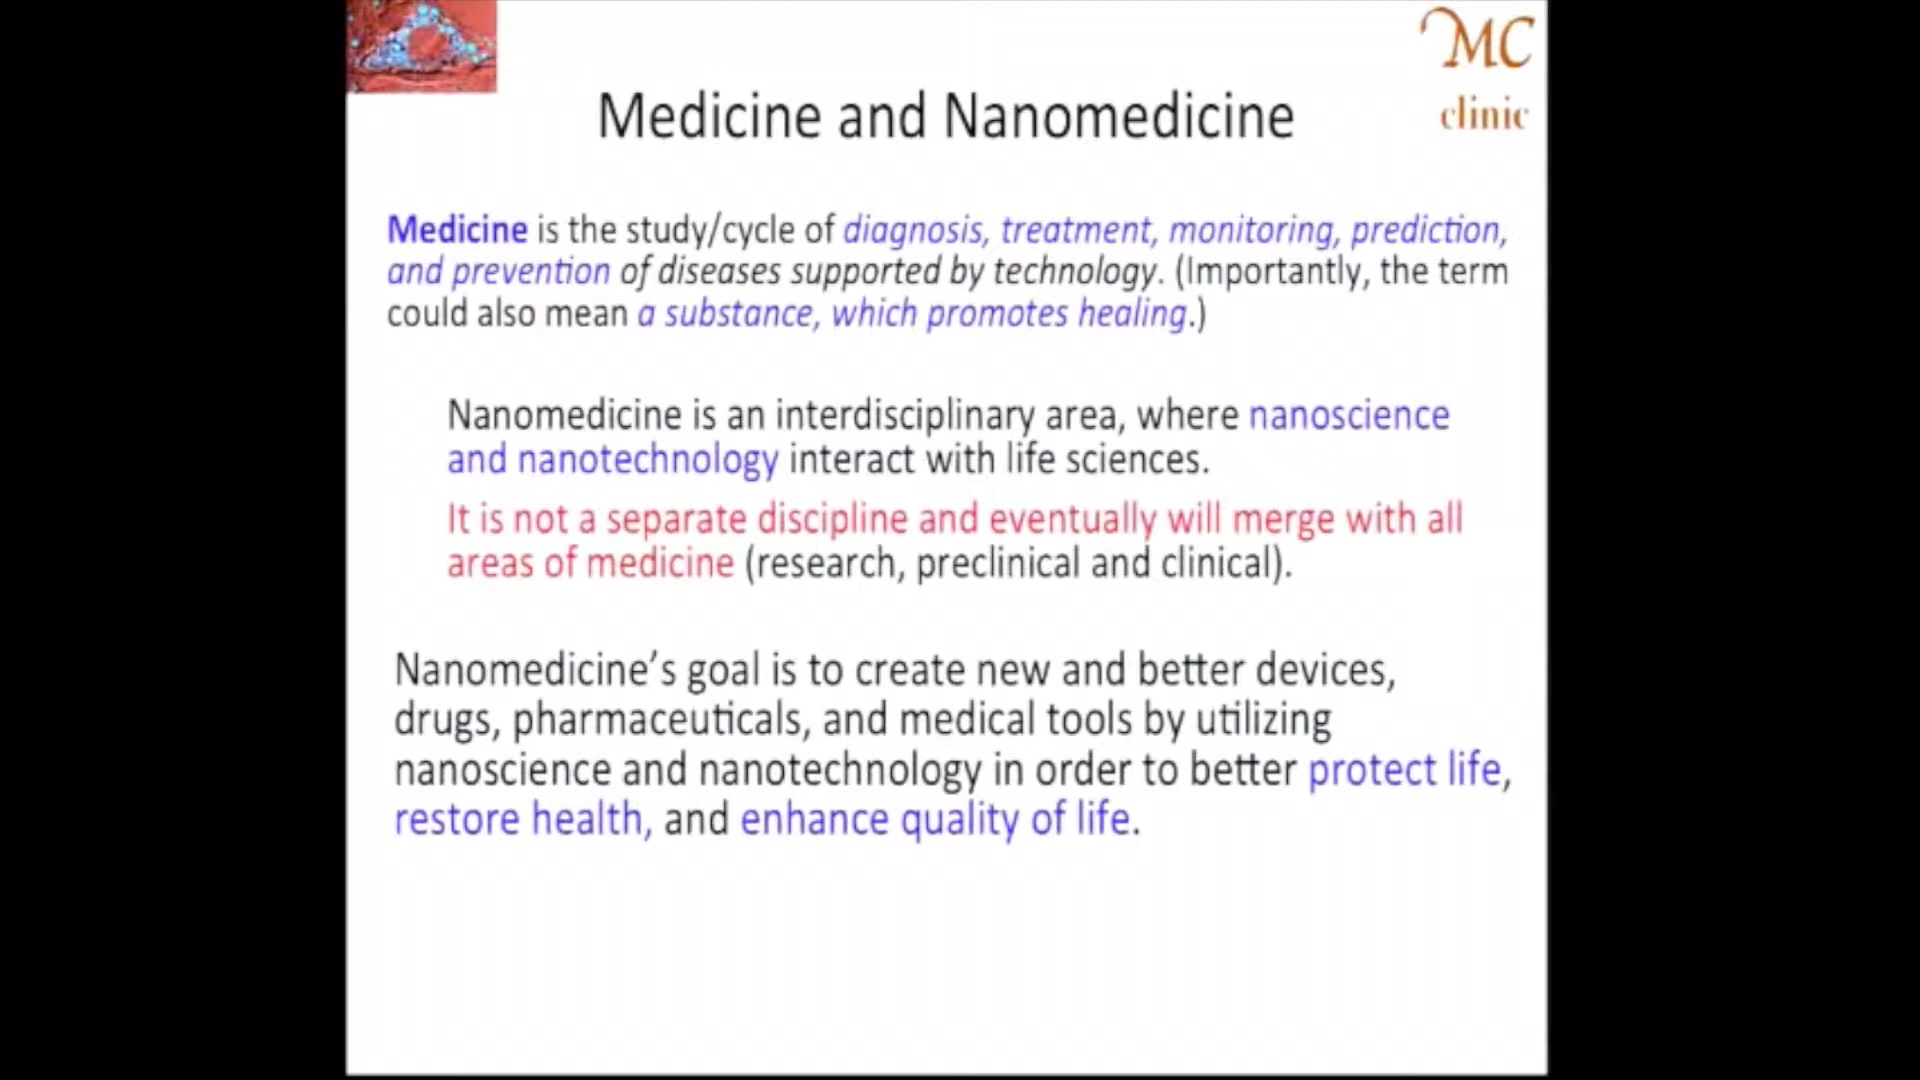 MC
clinic
Medicine and Nanomedicine
Medicine is the study/cycle of diagnosis, treatment, monitoring, prediction,
and prevention of diseases supported by technology. (Importantly, the term
could also mean a substance, which promotes healing.)
Nanomedicine is an interdisciplinary area, where nanoscience
and nanotechnology interact with life sciences.
It is not a separate discipline and eventually will merge with all
areas of medicine (research, preclinical and clinical).
Nanomedicine’s goal is to create new and better devices,
drugs, pharmaceuticals, and medical tools by utilizing
nanoscience and nanotechnology in order to better protect life,
restore health, and enhance quality of life.